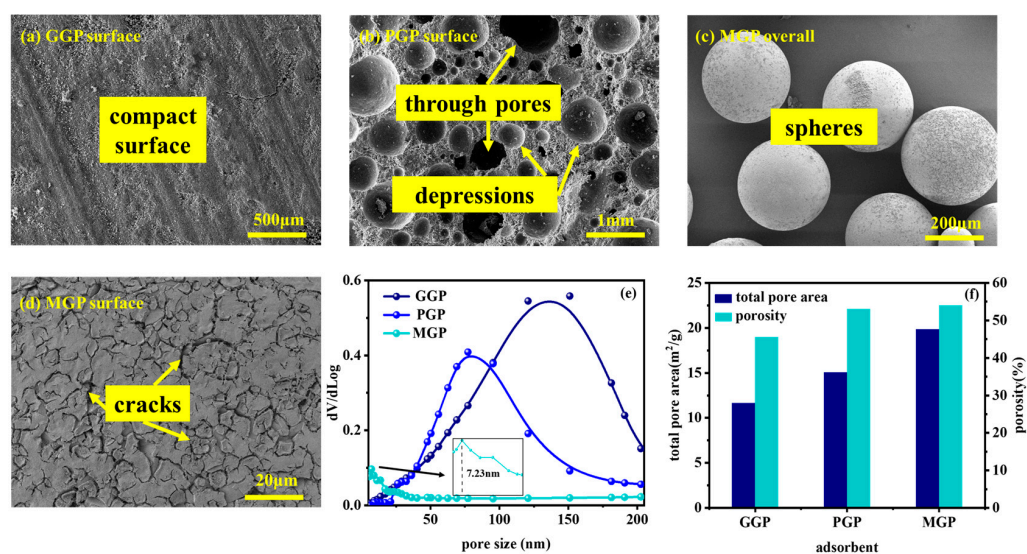 (a) GGP surface
compact
surface
500μm
(b) PGP surface
through pores
depressions
1mm
(c) MGP overall
spheres
200μm
(d) MGP surface
cracks
20μm
(e)
GGP
PGP
MGP
0.6
0.4
0.2
0.0
dV/dLog
7.23nm
50
100
150
200
pore size (nm)
(f)
total pore area
porosity
25
20
15
10
5
0
total pore area(m²/g)
60
50
40
30
20
10
0
porosity(%)
GGP
PGP
MGP
adsorbent